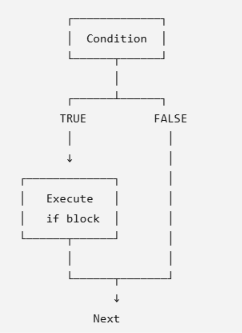 Condition
TRUE FALSE
Execute
if block
Next